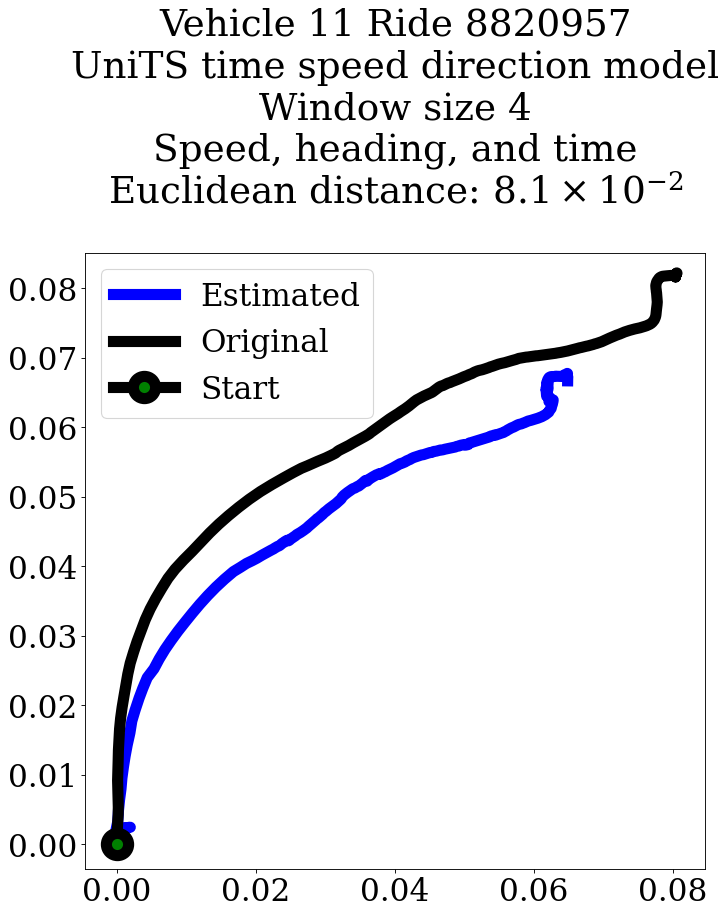 Vehicle 11 Ride 8820957
UniTS time speed direction model
Window size 4
Speed, heading, and time
Euclidean distance: 8.1 × 10⁻²
Estimated
Original
Start
0.08
0.07
0.06
0.05
0.04
0.03
0.02
0.01
0.00
0.00 0.02 0.04 0.06 0.08